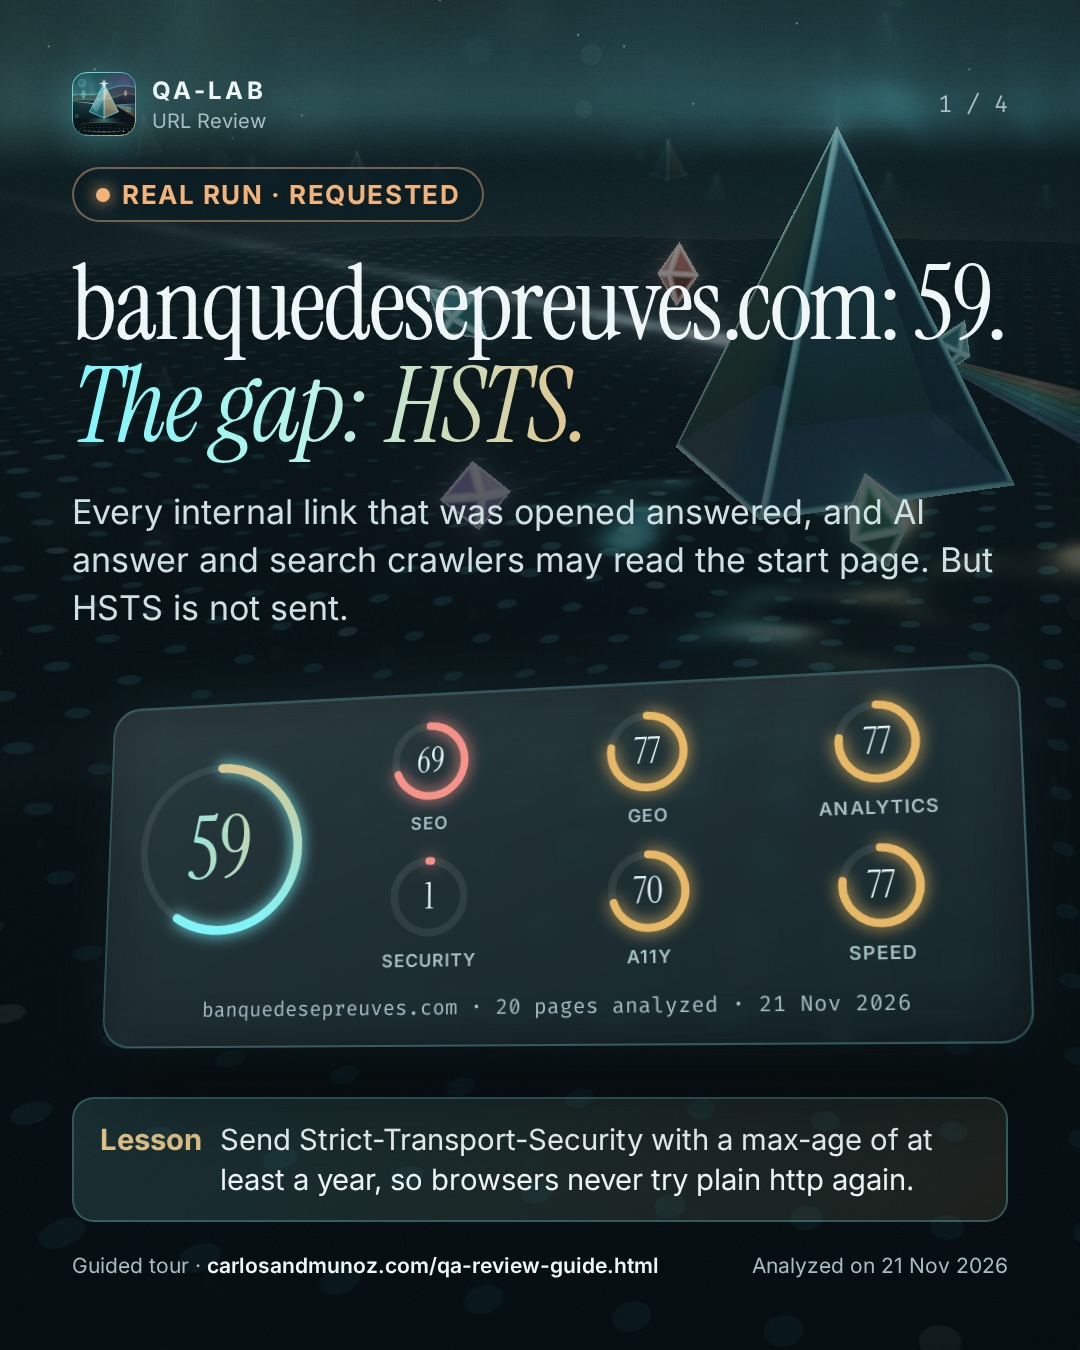 QA-LAB
URL Review
1 / 4
REAL RUN · REQUESTED
banquedesepreuves.com: 59.
The gap: HSTS.
Every internal link that was opened answered, and AI
answer and search crawlers may read the start page. But
HSTS is not sent.
59
69
SEO
77
GEO
77
ANALYTICS
1
SECURITY
70
A11Y
77
SPEED
banquedesepreuves.com · 20 pages analyzed · 21 Nov 2026
Lesson Send Strict-Transport-Security with a max-age of at
least a year, so browsers never try plain http again.
Guided tour · carlosandmunoz.com/qa-review-guide.html
Analyzed on 21 Nov 2026